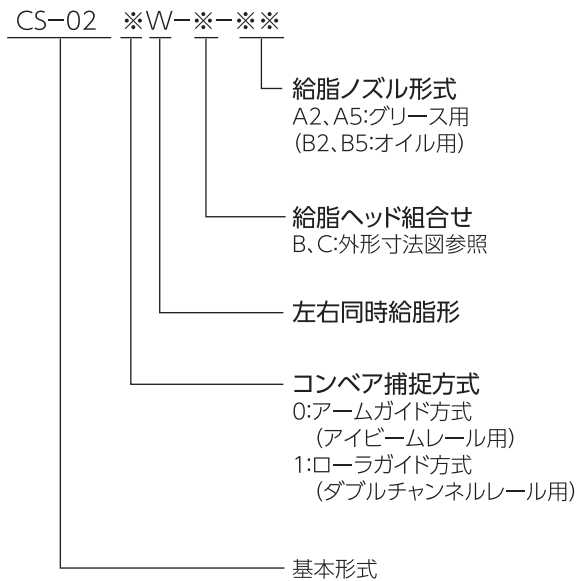 CS-02 ※W-※-※※
給脂ノズル形式
A2、A5:グリース用
(B2、B5:オイル用)
給脂ヘッド組合せ
B、C:外形寸法図参照
左右同時給脂形
コンベア捕捉方式
0:アームガイド方式
(アイビームレール用)
1:ローラガイド方式
(ダブルチャンネルレール用)
基本形式